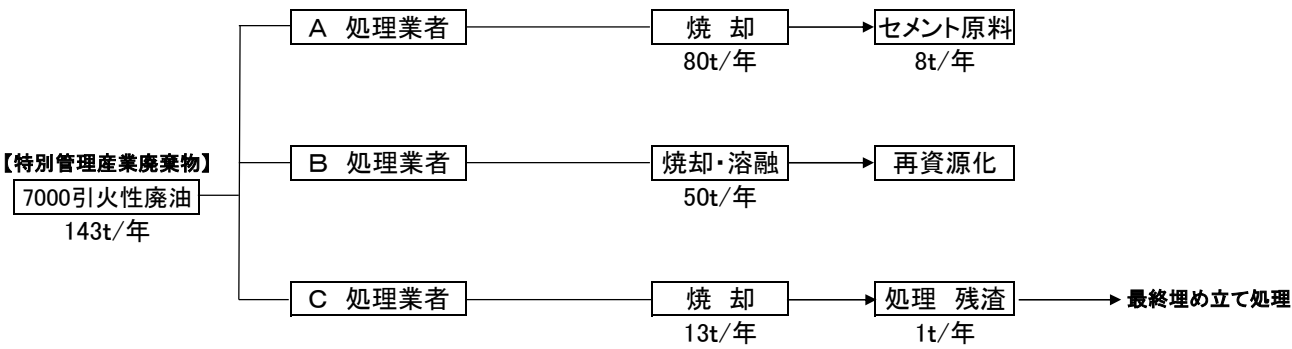 A 処理業者
焼 却
セメント原料
80t/年
8t/年
【特別管理産業廃棄物】
B 処理業者
焼却・溶融
再資源化
7000引火性廃油
50t/年
143t/年
C 処理業者
焼 却
処理 残渣
最終埋め立て処理
13t/年
1t/年